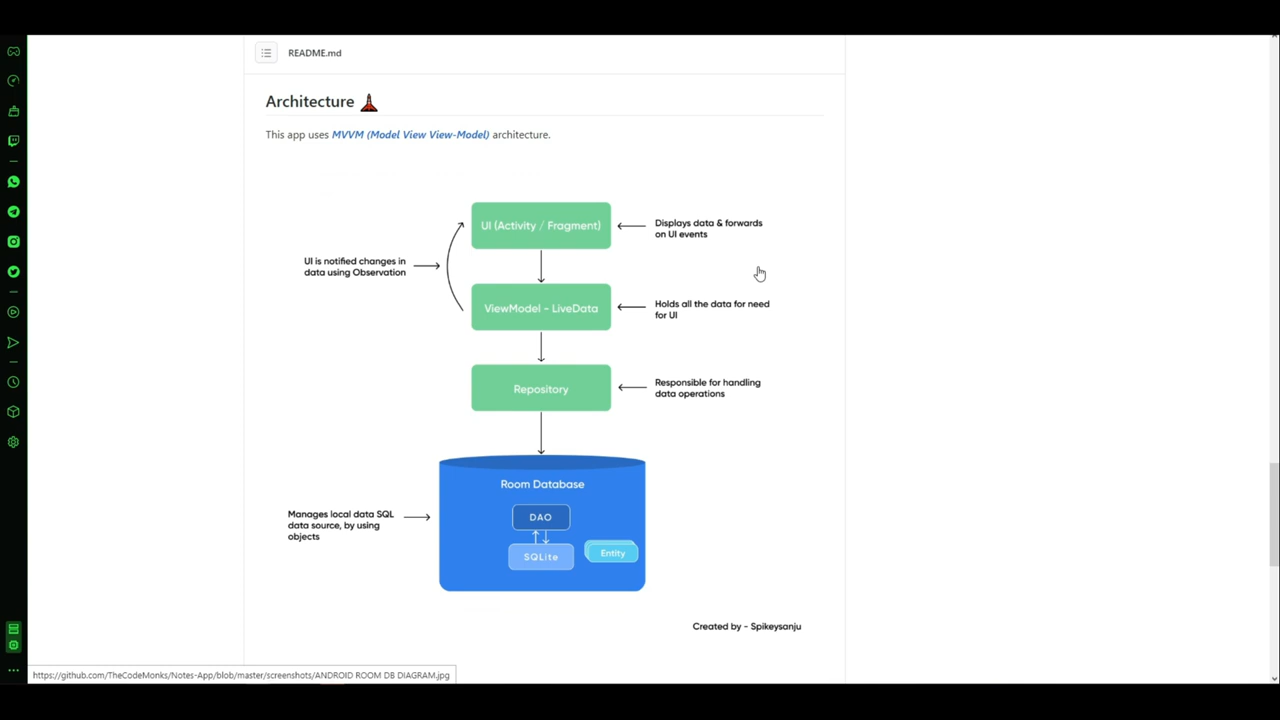 README.md
Architecture
This app uses MVVM (Model View View-Model) architecture.
UI (Activity / Fragment)
Displays data & forwards
on UI events
UI is notified changes in
data using Observation
ViewModel - LiveData
Holds all the data for need
for UI
Repository
Responsible for handling
data operations
Room Database
DAO
SQLite
Entity
Manages local data SQL
data source, by using
objects
Created by - Spikeysanju
https://github.com/TheCodeMonks/Notes-App/blob/master/screenshots/ANDROID ROOM DB DIAGRAM.jpg